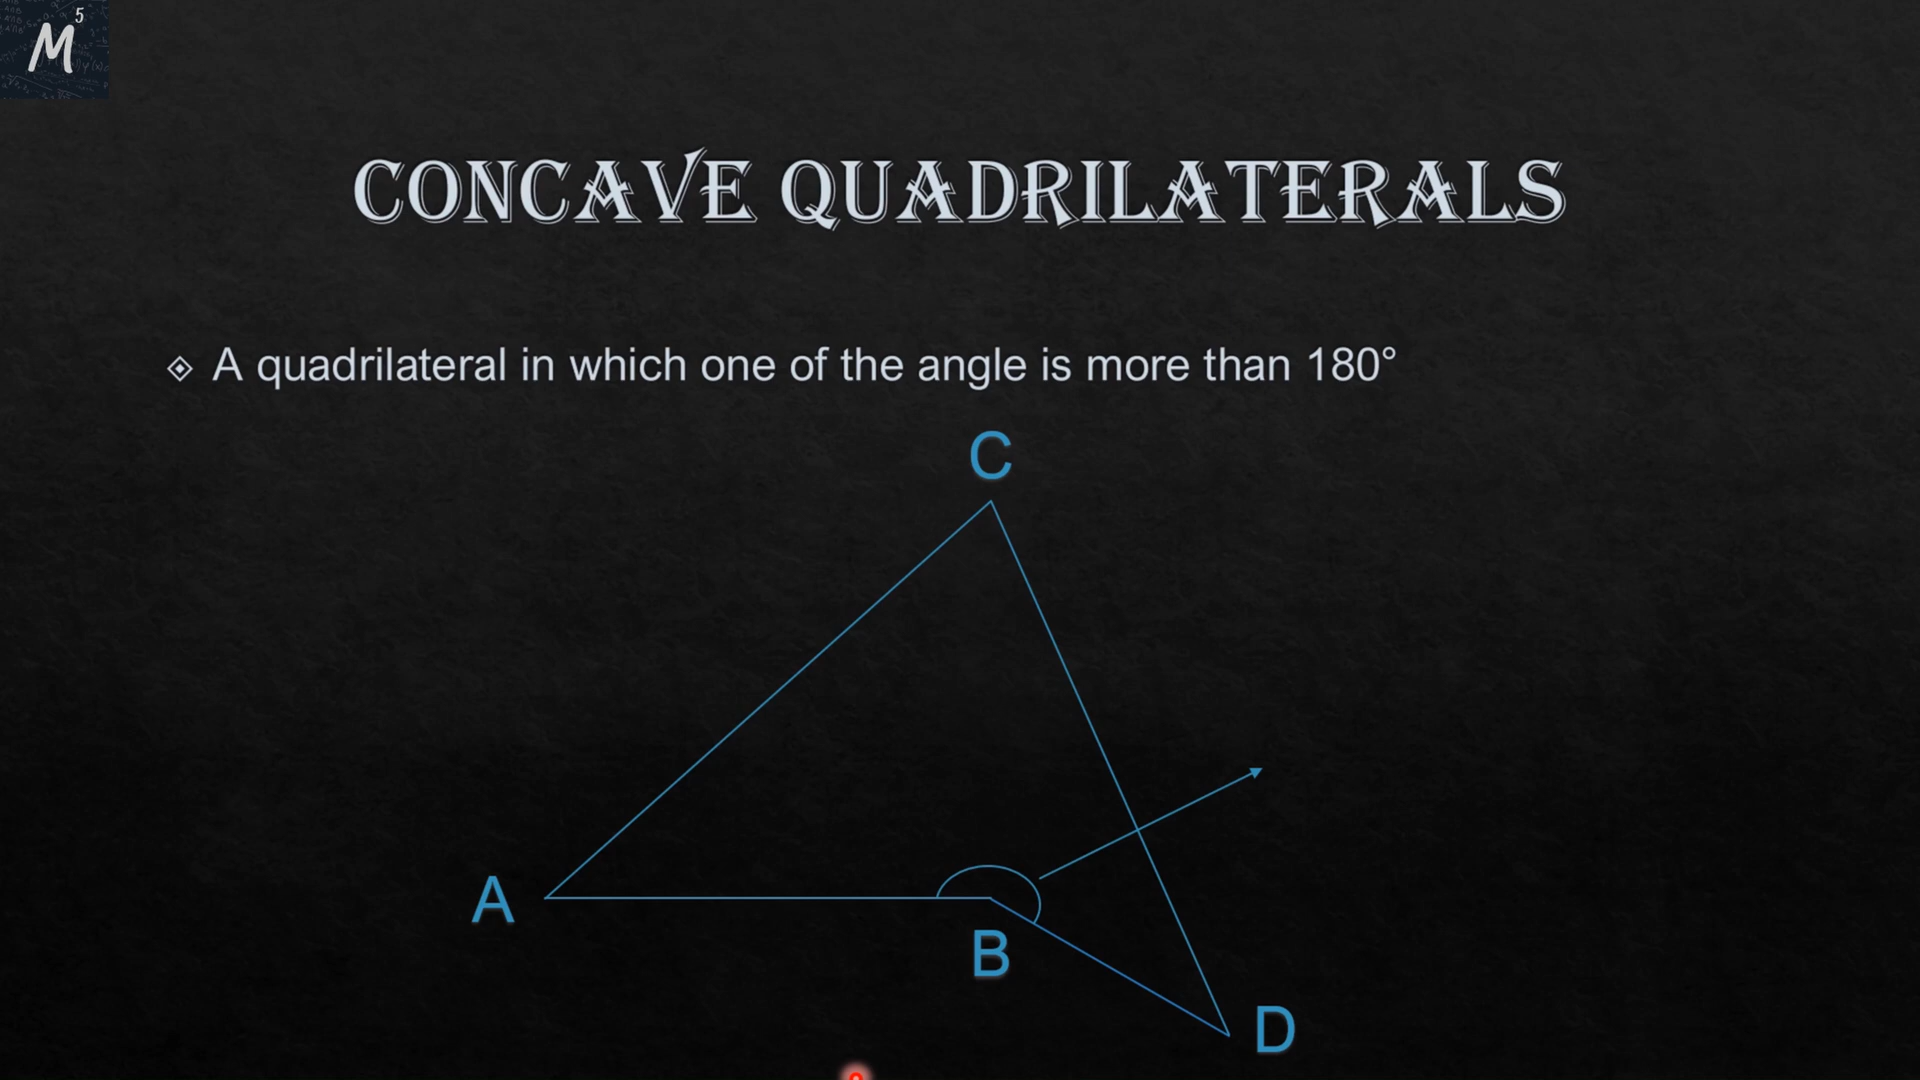 M⁵
CONCAVE QUADRILATERALS
A quadrilateral in which one of the angle is more than 180°
C
A
B
D